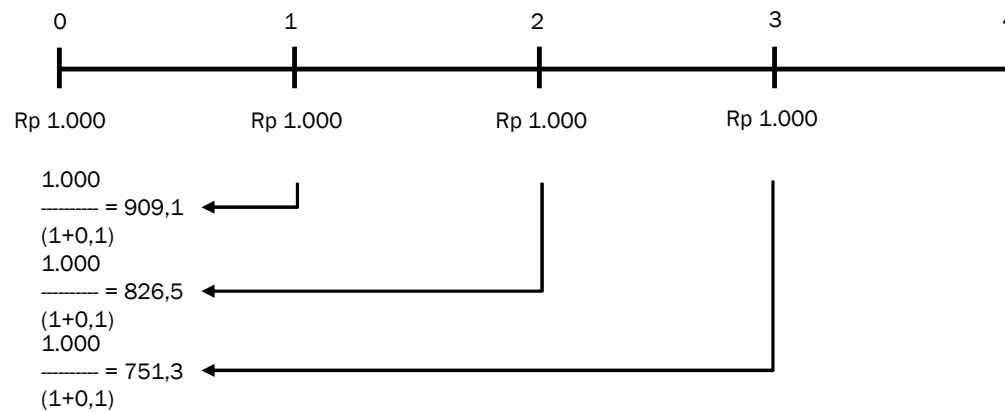 0 1 2 3
Rp 1.000 Rp 1.000 Rp 1.000 Rp 1.000
1.000
---------- = 909,1
(1+0,1)
1.000
---------- = 826,5
(1+0,1)
1.000
---------- = 751,3
(1+0,1)